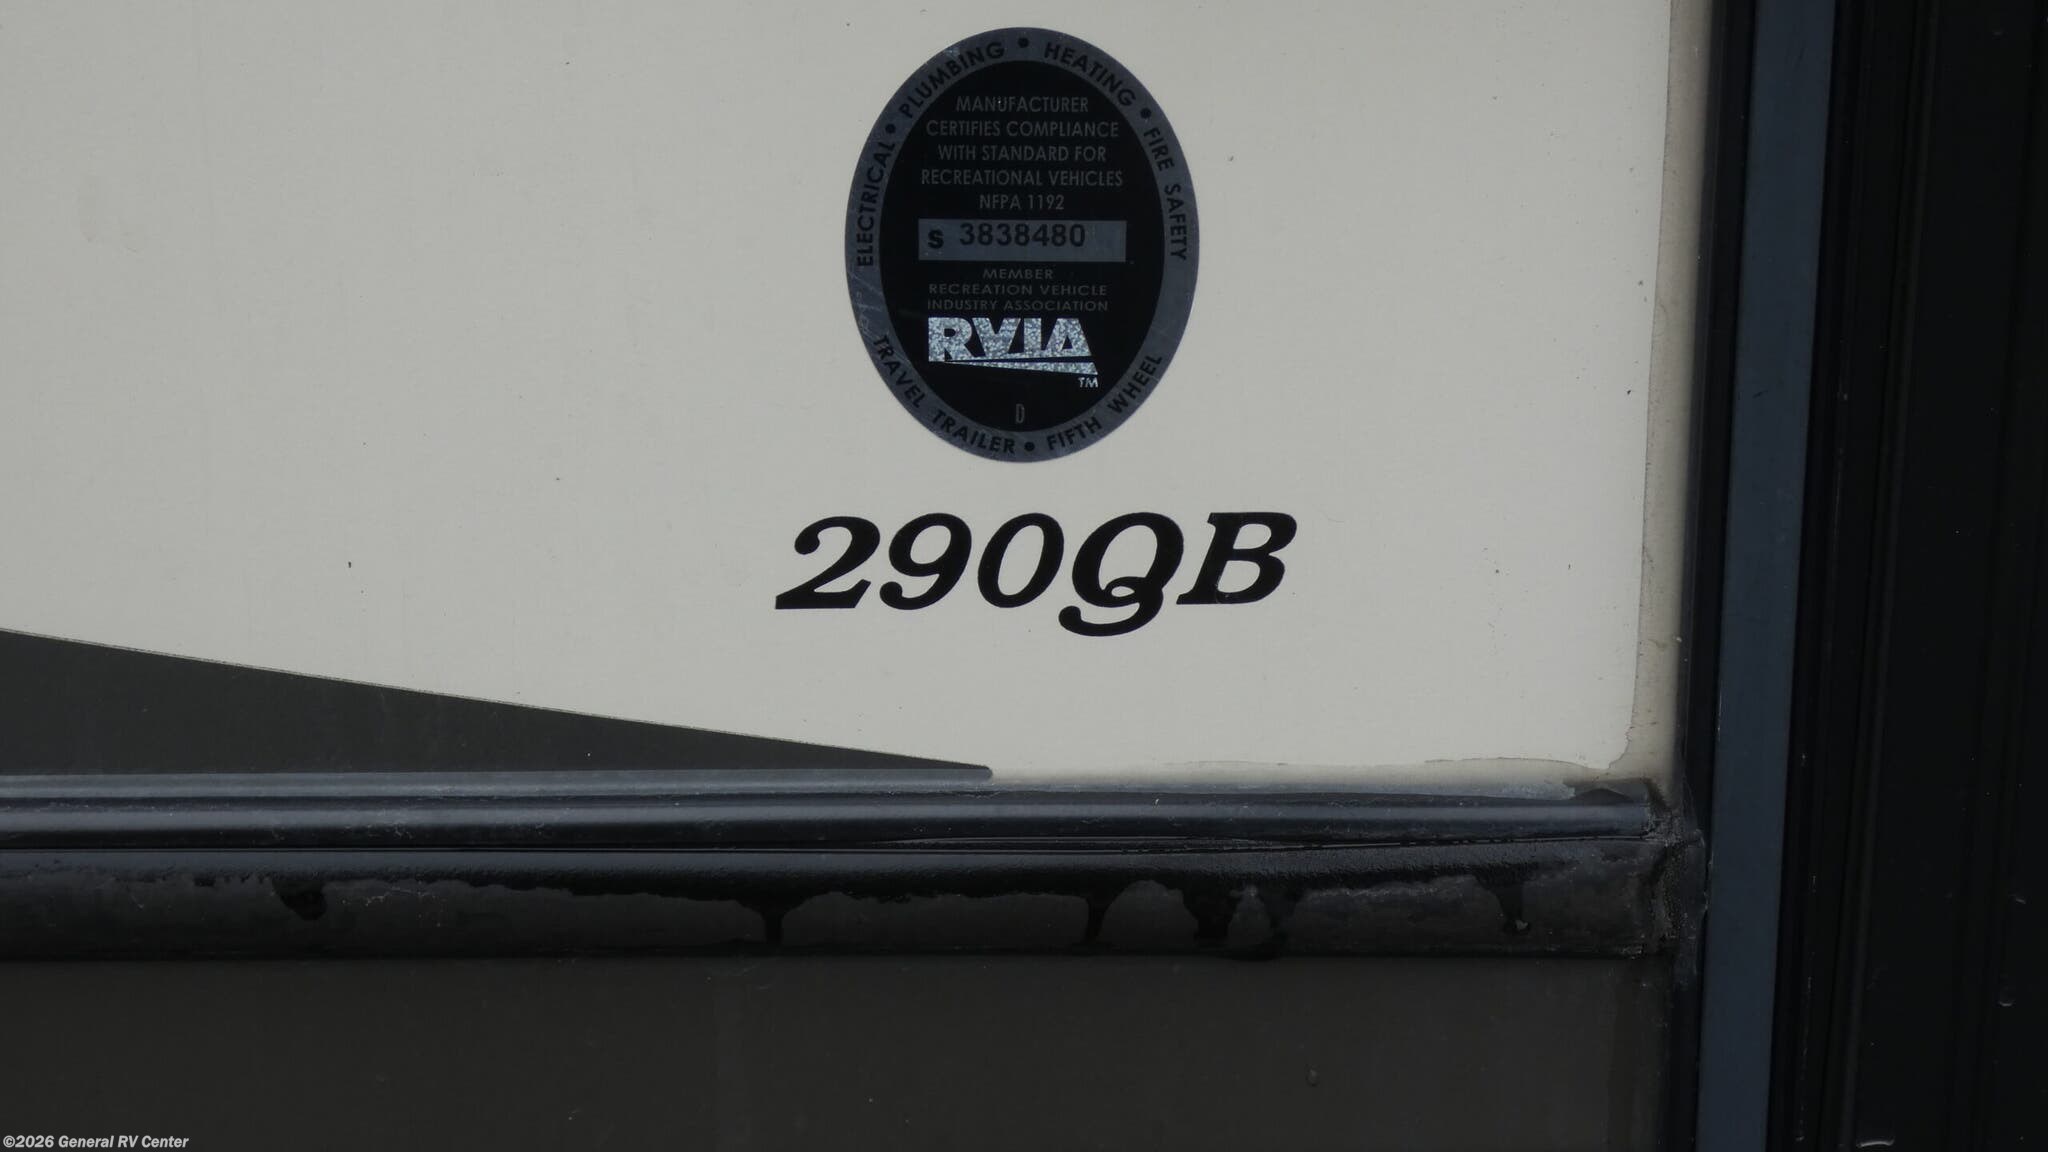 ELECTRICAL • PLUMBING • HEATING • FIRE SAFETY
MANUFACTURER
CERTIFIES COMPLIANCE
WITH STANDARD FOR
RECREATIONAL VEHICLES
NFPA 1192
S 3838480
MEMBER
RECREATION VEHICLE
INDUSTRY ASSOCIATION
RVIA
TM
D
TRAVEL TRAILER • FIFTH WHEEL
290QB
©2026 General RV Center